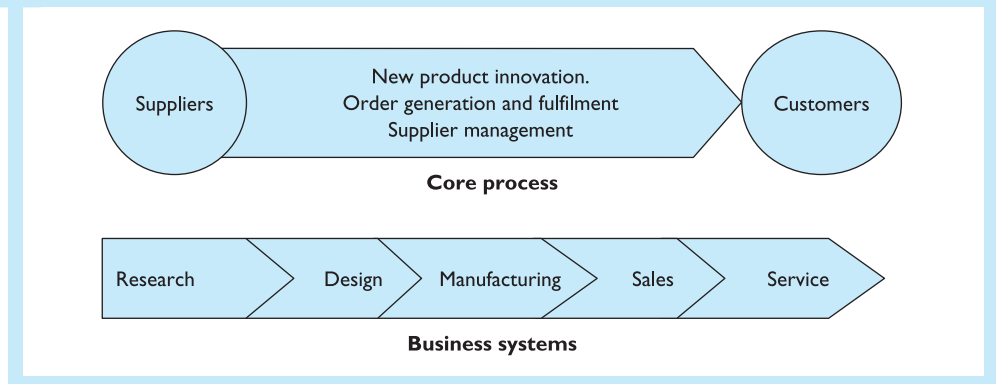 Suppliers
New product innovation.
Order generation and fulfilment
Supplier management
Customers
Core process
Research
Design
Manufacturing
Sales
Service
Business systems